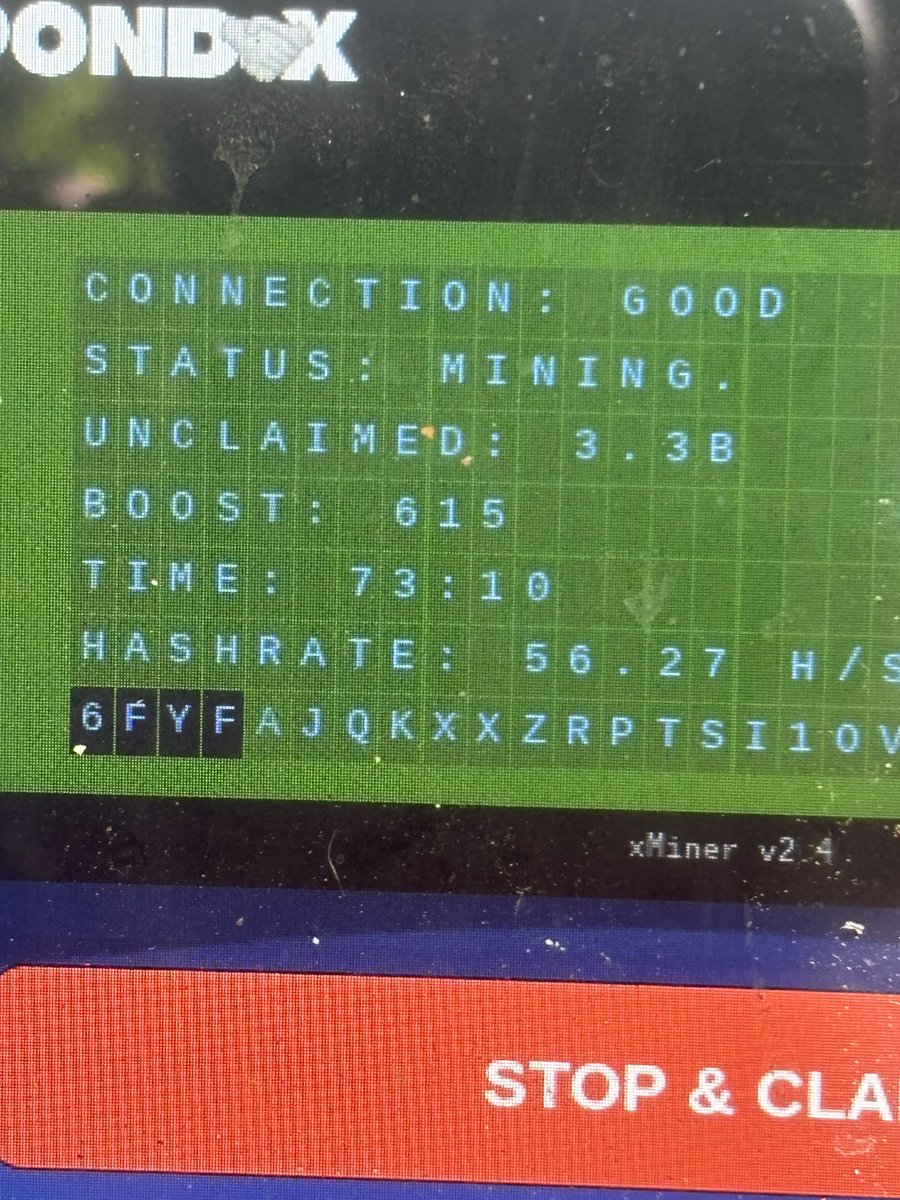 POND X
CONNECTION: GOOD
STATUS: MINING.
UNCLAIMED: 3.3B
BOOST: 615
TIME: 73:10
HASHRATE: 56.27 H/S
6FYFAJQKXXZRPTSI10V
xMiner v2.4
STOP & CLA